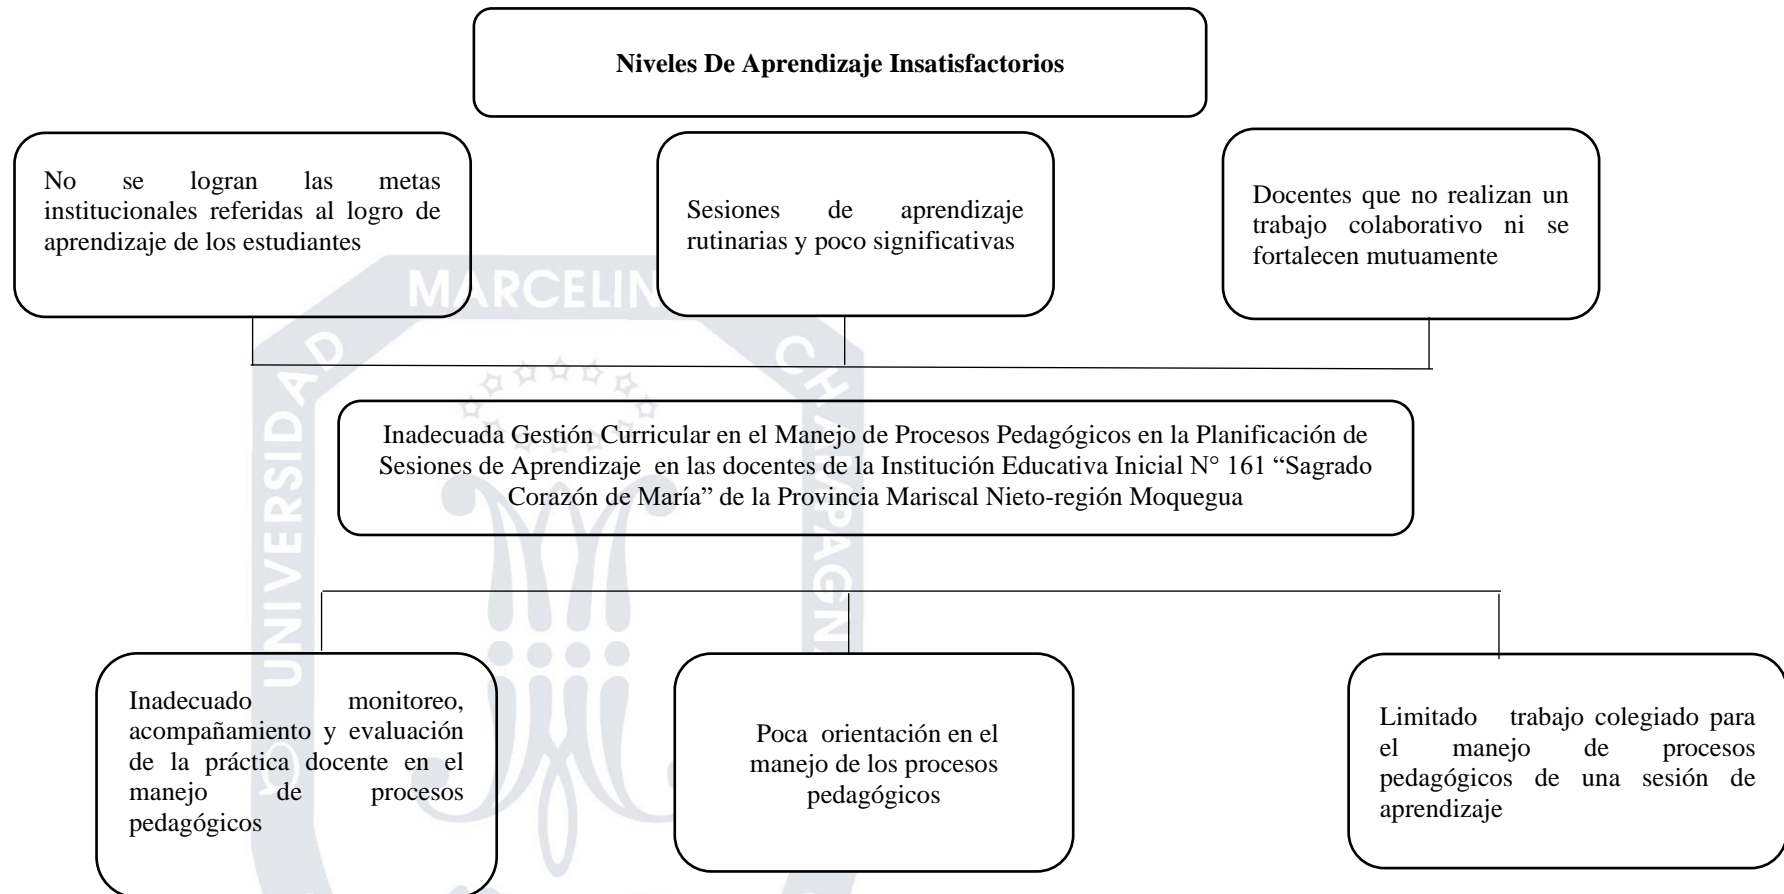 Niveles De Aprendizaje Insatisfactorios
No se logran las metas
institucionales referidas al logro de
aprendizaje de los estudiantes
Sesiones de aprendizaje
rutinarias y poco significativas
Docentes que no realizan un
trabajo colaborativo ni se
fortalecen mutuamente
Inadecuada Gestión Curricular en el Manejo de Procesos Pedagógicos en la Planificación de
Sesiones de Aprendizaje en las docentes de la Institución Educativa Inicial N° 161 “Sagrado
Corazón de María” de la Provincia Mariscal Nieto-región Moquegua
Inadecuado monitoreo,
acompañamiento y evaluación
de la práctica docente en el
manejo de procesos
pedagógicos
Poca orientación en el
manejo de los procesos
pedagógicos
Limitado trabajo colegiado para
el manejo de procesos
pedagógicos de una sesión de
aprendizaje
UNIVERSIDAD
MARCELIN
CHAMPAGN